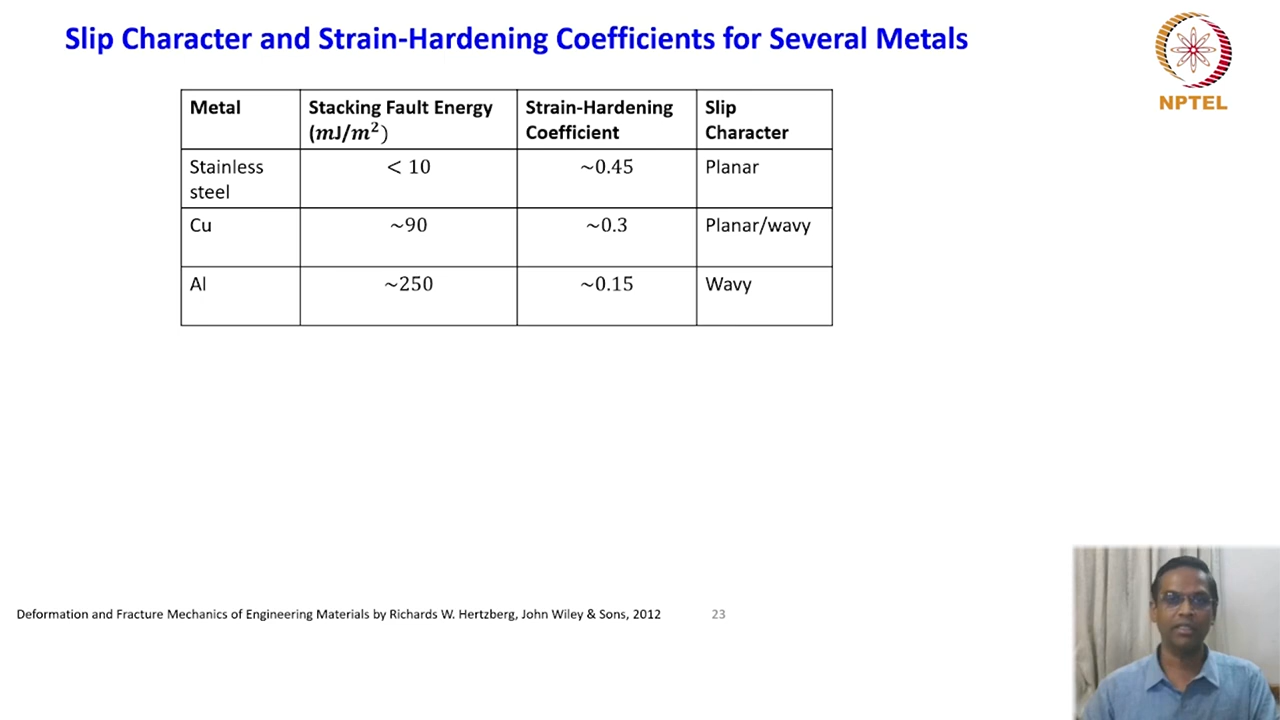 Slip Character and Strain-Hardening Coefficients for Several Metals
NPTEL
Metal
Stacking Fault Energy
(mJ/m²)
Strain-Hardening
Coefficient
Slip
Character
Stainless
steel
< 10
~0.45
Planar
Cu
~90
~0.3
Planar/wavy
Al
~250
~0.15
Wavy
Deformation and Fracture Mechanics of Engineering Materials by Richards W. Hertzberg, John Wiley & Sons, 2012
23